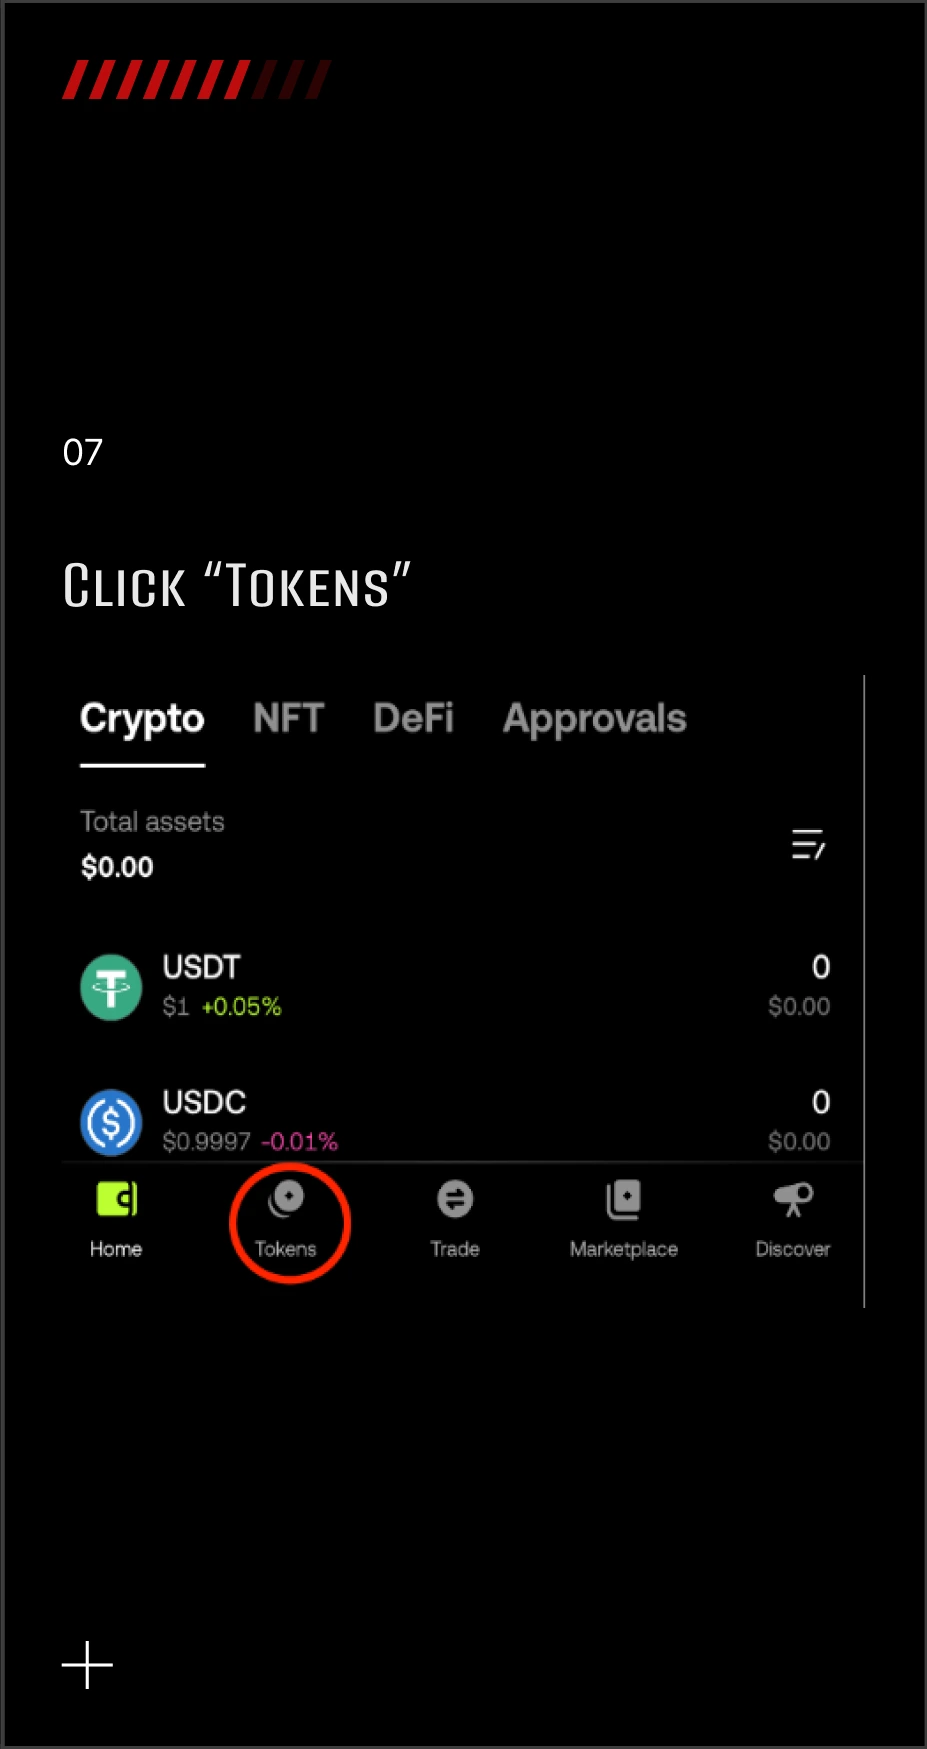 07
Click “Tokens”
Crypto NFT DeFi Approvals
Total assets
$0.00
USDT 0
$1 +0.05% $0.00
USDC 0
$0.9997 -0.01% $0.00
Home Tokens Trade Marketplace Discover